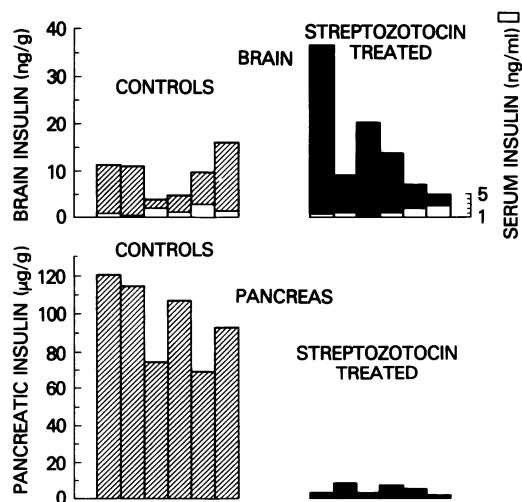 BRAIN INSULIN (ng/g)
40
30
20
10
0
CONTROLS
BRAIN
STREPTOZOTOCIN
TREATED
5
1
SERUM INSULIN (ng/ml)
PANCREATIC INSULIN (μg/g)
120
100
80
60
40
20
0
CONTROLS
PANCREAS
STREPTOZOTOCIN
TREATED